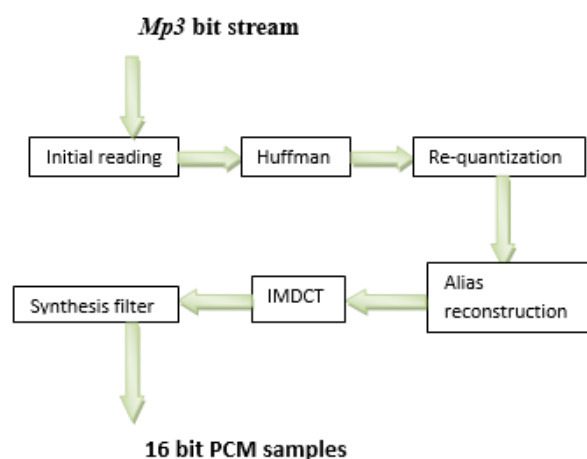 Mp3 bit stream
Initial reading
Huffman
Re-quantization
Alias
reconstruction
IMDCT
Synthesis filter
16 bit PCM samples